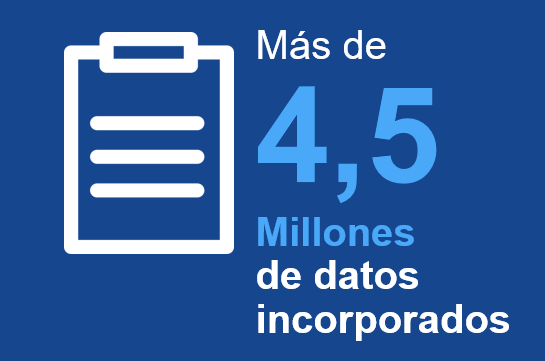 Más de
4,5
Millones
de datos
incorporados